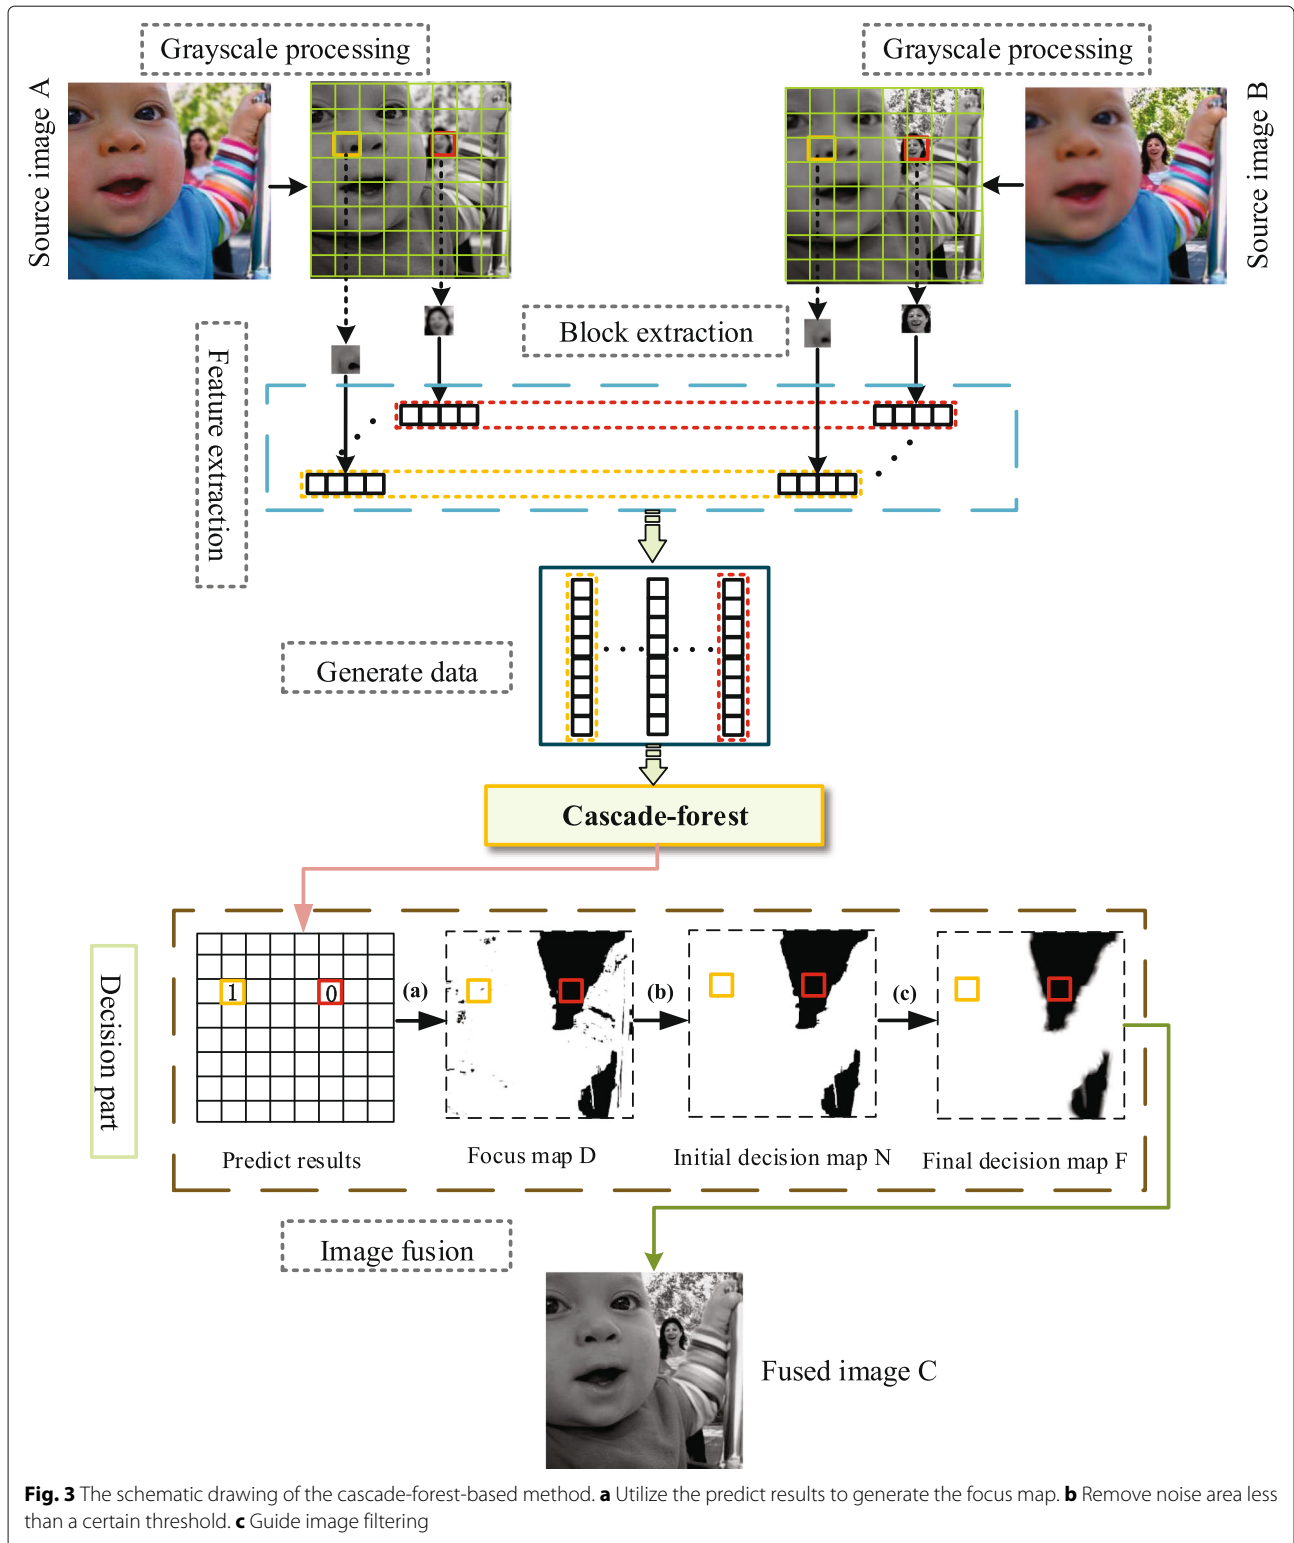 Grayscale processing
Grayscale processing
Source image A
Source image B
Block extraction
Feature extraction
Generate data
Cascade-forest
Decision part
1
0
(a)
(b)
(c)
Predict results
Focus map D
Initial decision map N
Final decision map F
Image fusion
Fused image C
Fig. 3 The schematic drawing of the cascade-forest-based method. a Utilize the predict results to generate the focus map. b Remove noise area less
than a certain threshold. c Guide image filtering